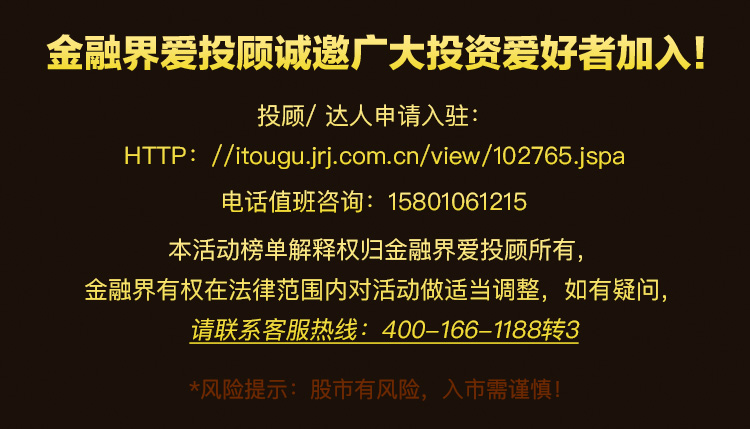 金融界爱投顾诚邀广大投资爱好者加入！
投顾/ 达人申请入驻：
HTTP：//itougu.jrj.com.cn/view/102765.jspa
电话值班咨询：15801061215
本活动榜单解释权归金融界爱投顾所有，
金融界有权在法律范围内对活动做适当调整，如有疑问，
请联系客服热线：400-166-1188转3
*风险提示：股市有风险，入市需谨慎！